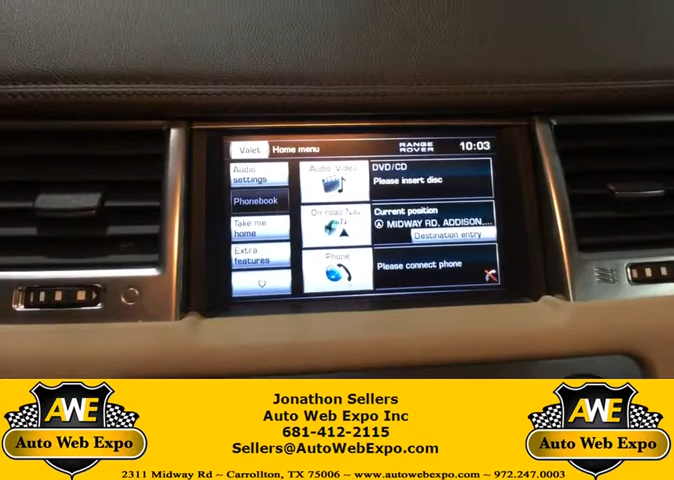 Valet Home menu RANGE ROVER 10:03
Audio settings
Phonebook
Take me home
Extra features
Audio Video
On road Nav
N
Phone
DVD/CD
Please insert disc
Current position
MIDWAY RD, ADDISON,...
Destination entry
Please connect phone
AWE
Auto Web Expo
Jonathon Sellers
Auto Web Expo Inc
681-412-2115
Sellers@AutoWebExpo.com
AWE
Auto Web Expo
2311 Midway Rd ~ Carrollton, TX 75006 ~ www.autowebexpo.com ~ 972.247.0003